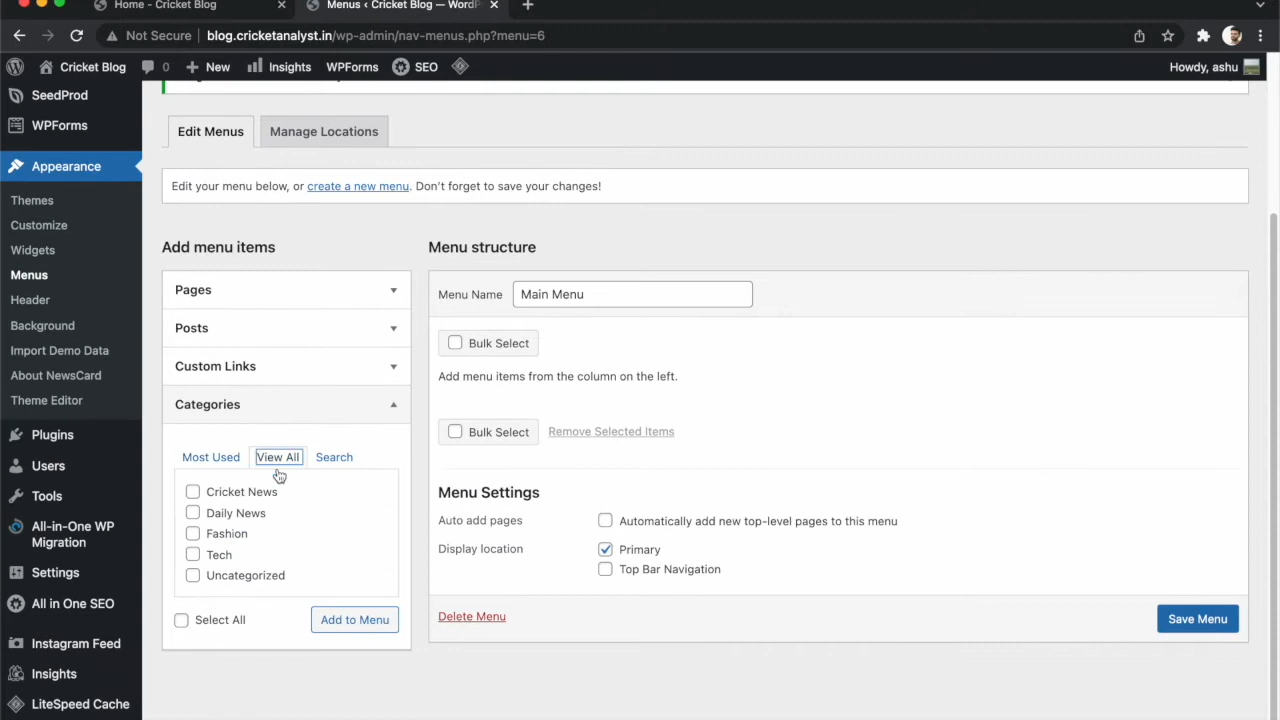 Home - Cricket Blog
Menus ‹ Cricket Blog — WordP
Not Secure
blog.cricketanalyst.in/wp-admin/nav-menus.php?menu=6
Cricket Blog
0
New
Insights
WPForms
SEO
Howdy, ashu
SeedProd
WPForms
Appearance
Themes
Customize
Widgets
Menus
Header
Background
Import Demo Data
About NewsCard
Theme Editor
Plugins
Users
Tools
All-in-One WP
Migration
Settings
All in One SEO
Instagram Feed
Insights
LiteSpeed Cache
Edit Menus
Manage Locations
Edit your menu below, or create a new menu. Don't forget to save your changes!
Add menu items
Pages
Posts
Custom Links
Categories
Most Used
View All
Search
Cricket News
Daily News
Fashion
Tech
Uncategorized
Select All
Add to Menu
Menu structure
Menu Name
Main Menu
Bulk Select
Add menu items from the column on the left.
Bulk Select
Remove Selected Items
Menu Settings
Auto add pages
Automatically add new top-level pages to this menu
Display location
Primary
Top Bar Navigation
Delete Menu
Save Menu